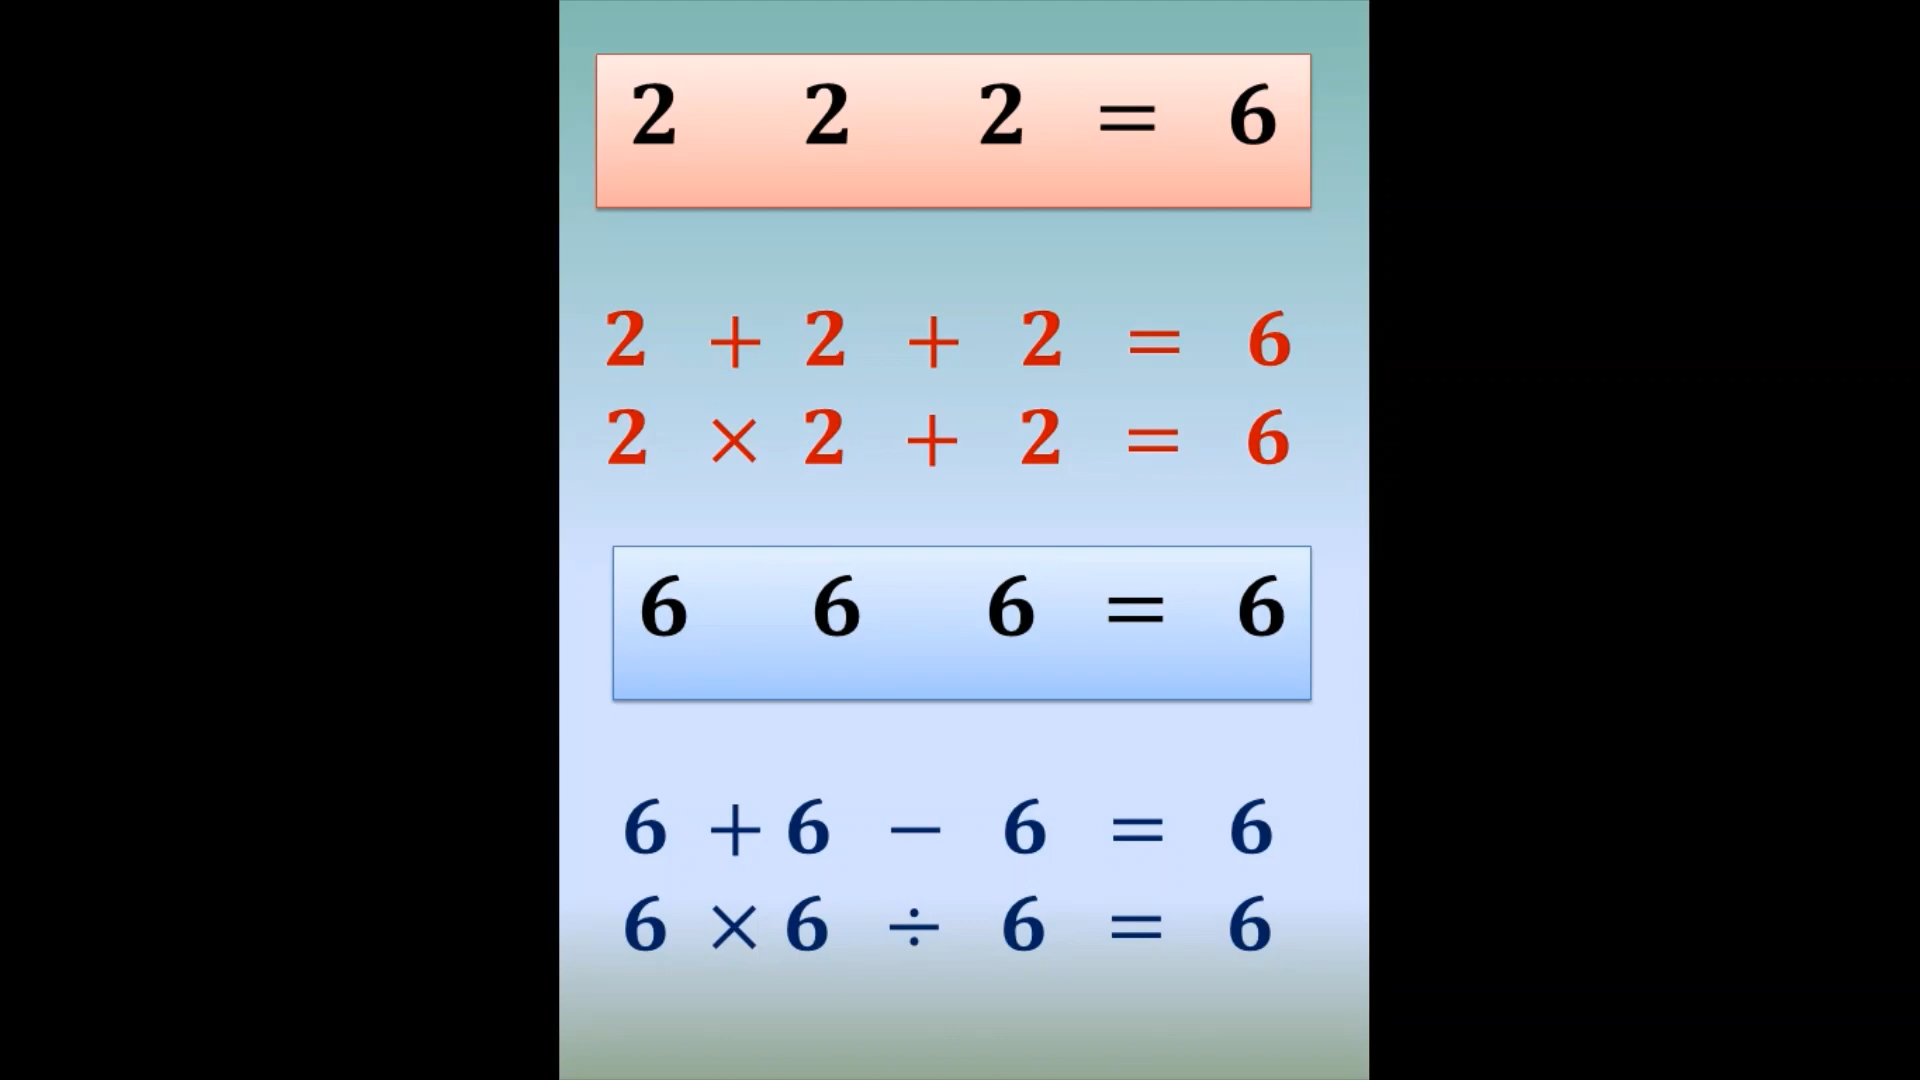 2 2 2 = 6
2 + 2 + 2 = 6
2 × 2 + 2 = 6
6 6 6 = 6
6 + 6 − 6 = 6
6 × 6 ÷ 6 = 6